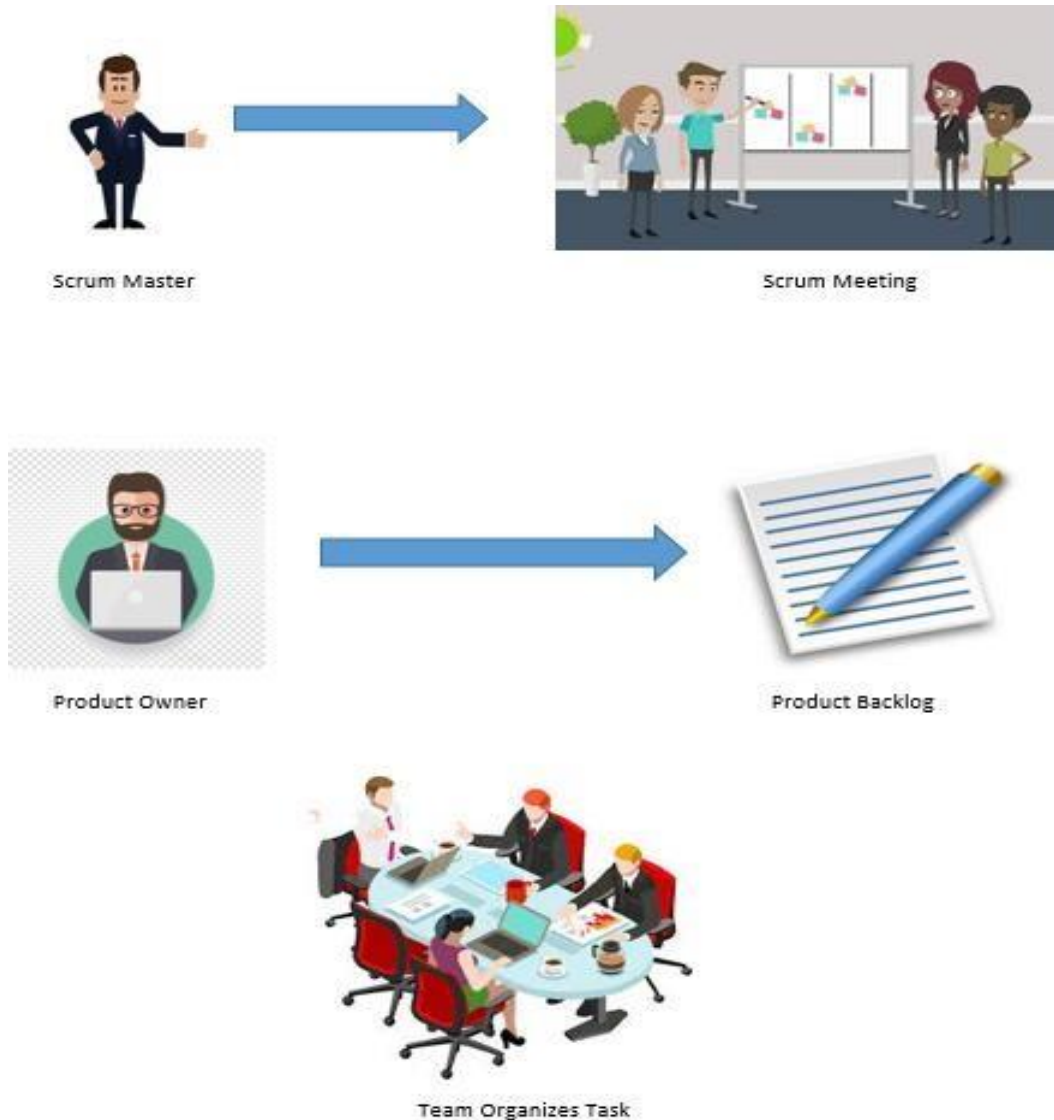 Scrum Master
Scrum Meeting
Product Owner
Product Backlog
Team Organizes Task